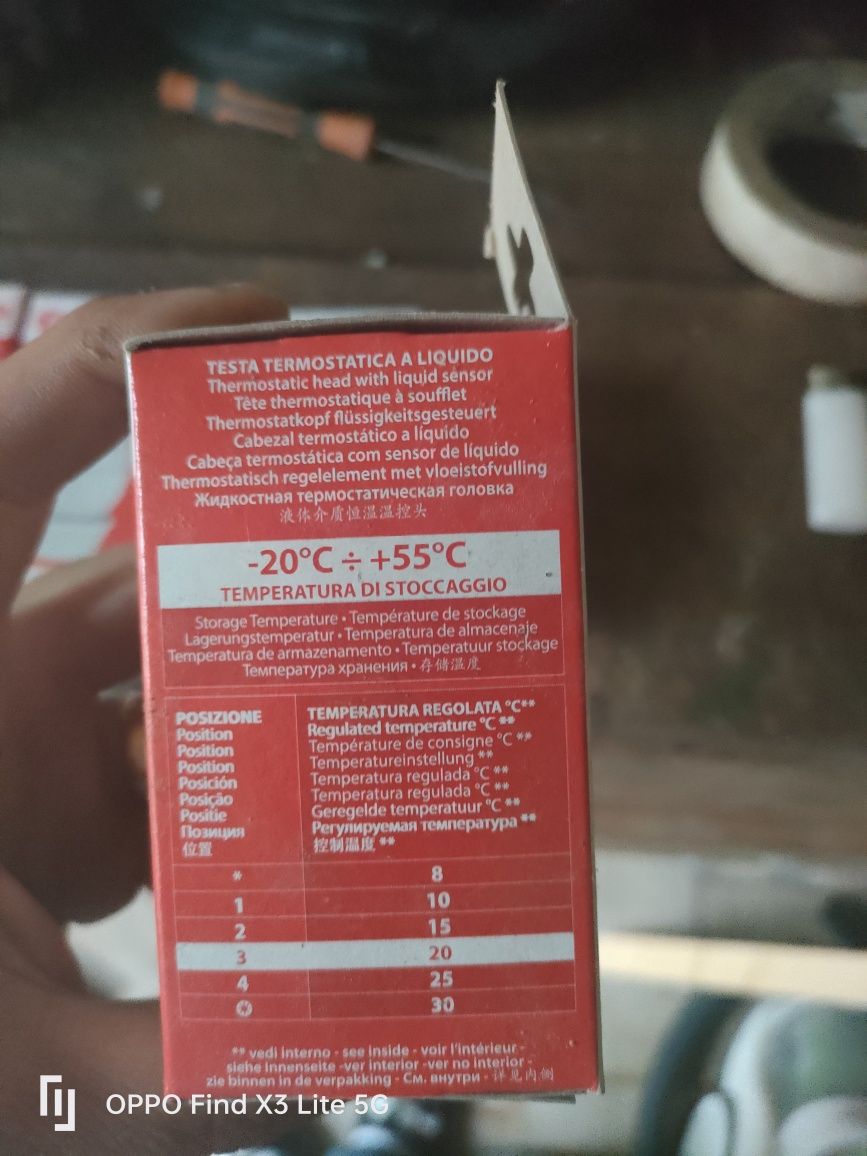 TESTA TERMOSTATICA A LIQUIDO
Thermostatic head with liquid sensor
Tête thermostatique à soufflet
Thermostatkopf flüssigkeitsgesteuert
Cabezal termostático a líquido
Cabeça termostática com sensor de líquido
Thermostatisch regelelement met vloeistofvulling
Жидкостная термостатическая головка
液体介质恒温温控头
-20°C ÷ +55°C
TEMPERATURA DI STOCCAGGIO
Storage Temperature • Température de stockage
Lagerungstemperatur • Temperatura de almacenaje
Temperatura de armazenamento • Temperatuur stockage
Температура хранения • 存储温度
POSIZIONE
Position
Position
Position
Posición
Posição
Positie
Позиция
位置
TEMPERATURA REGOLATA °C**
Regulated temperature °C **
Température de consigne °C **
Temperatureinstellung **
Temperatura regulada °C **
Temperatura regulada °C **
Geregelde temperatuur °C **
Регулируемая температура **
控制温度 **
* 8
1 10
2 15
3 20
4 25
30
** vedi interno - see inside - voir l'intérieur -
siehe Innenseite -ver interior -ver no interior -
zie binnen in de verpakking - См. внутри - 详见内侧
OPPO Find X3 Lite 5G